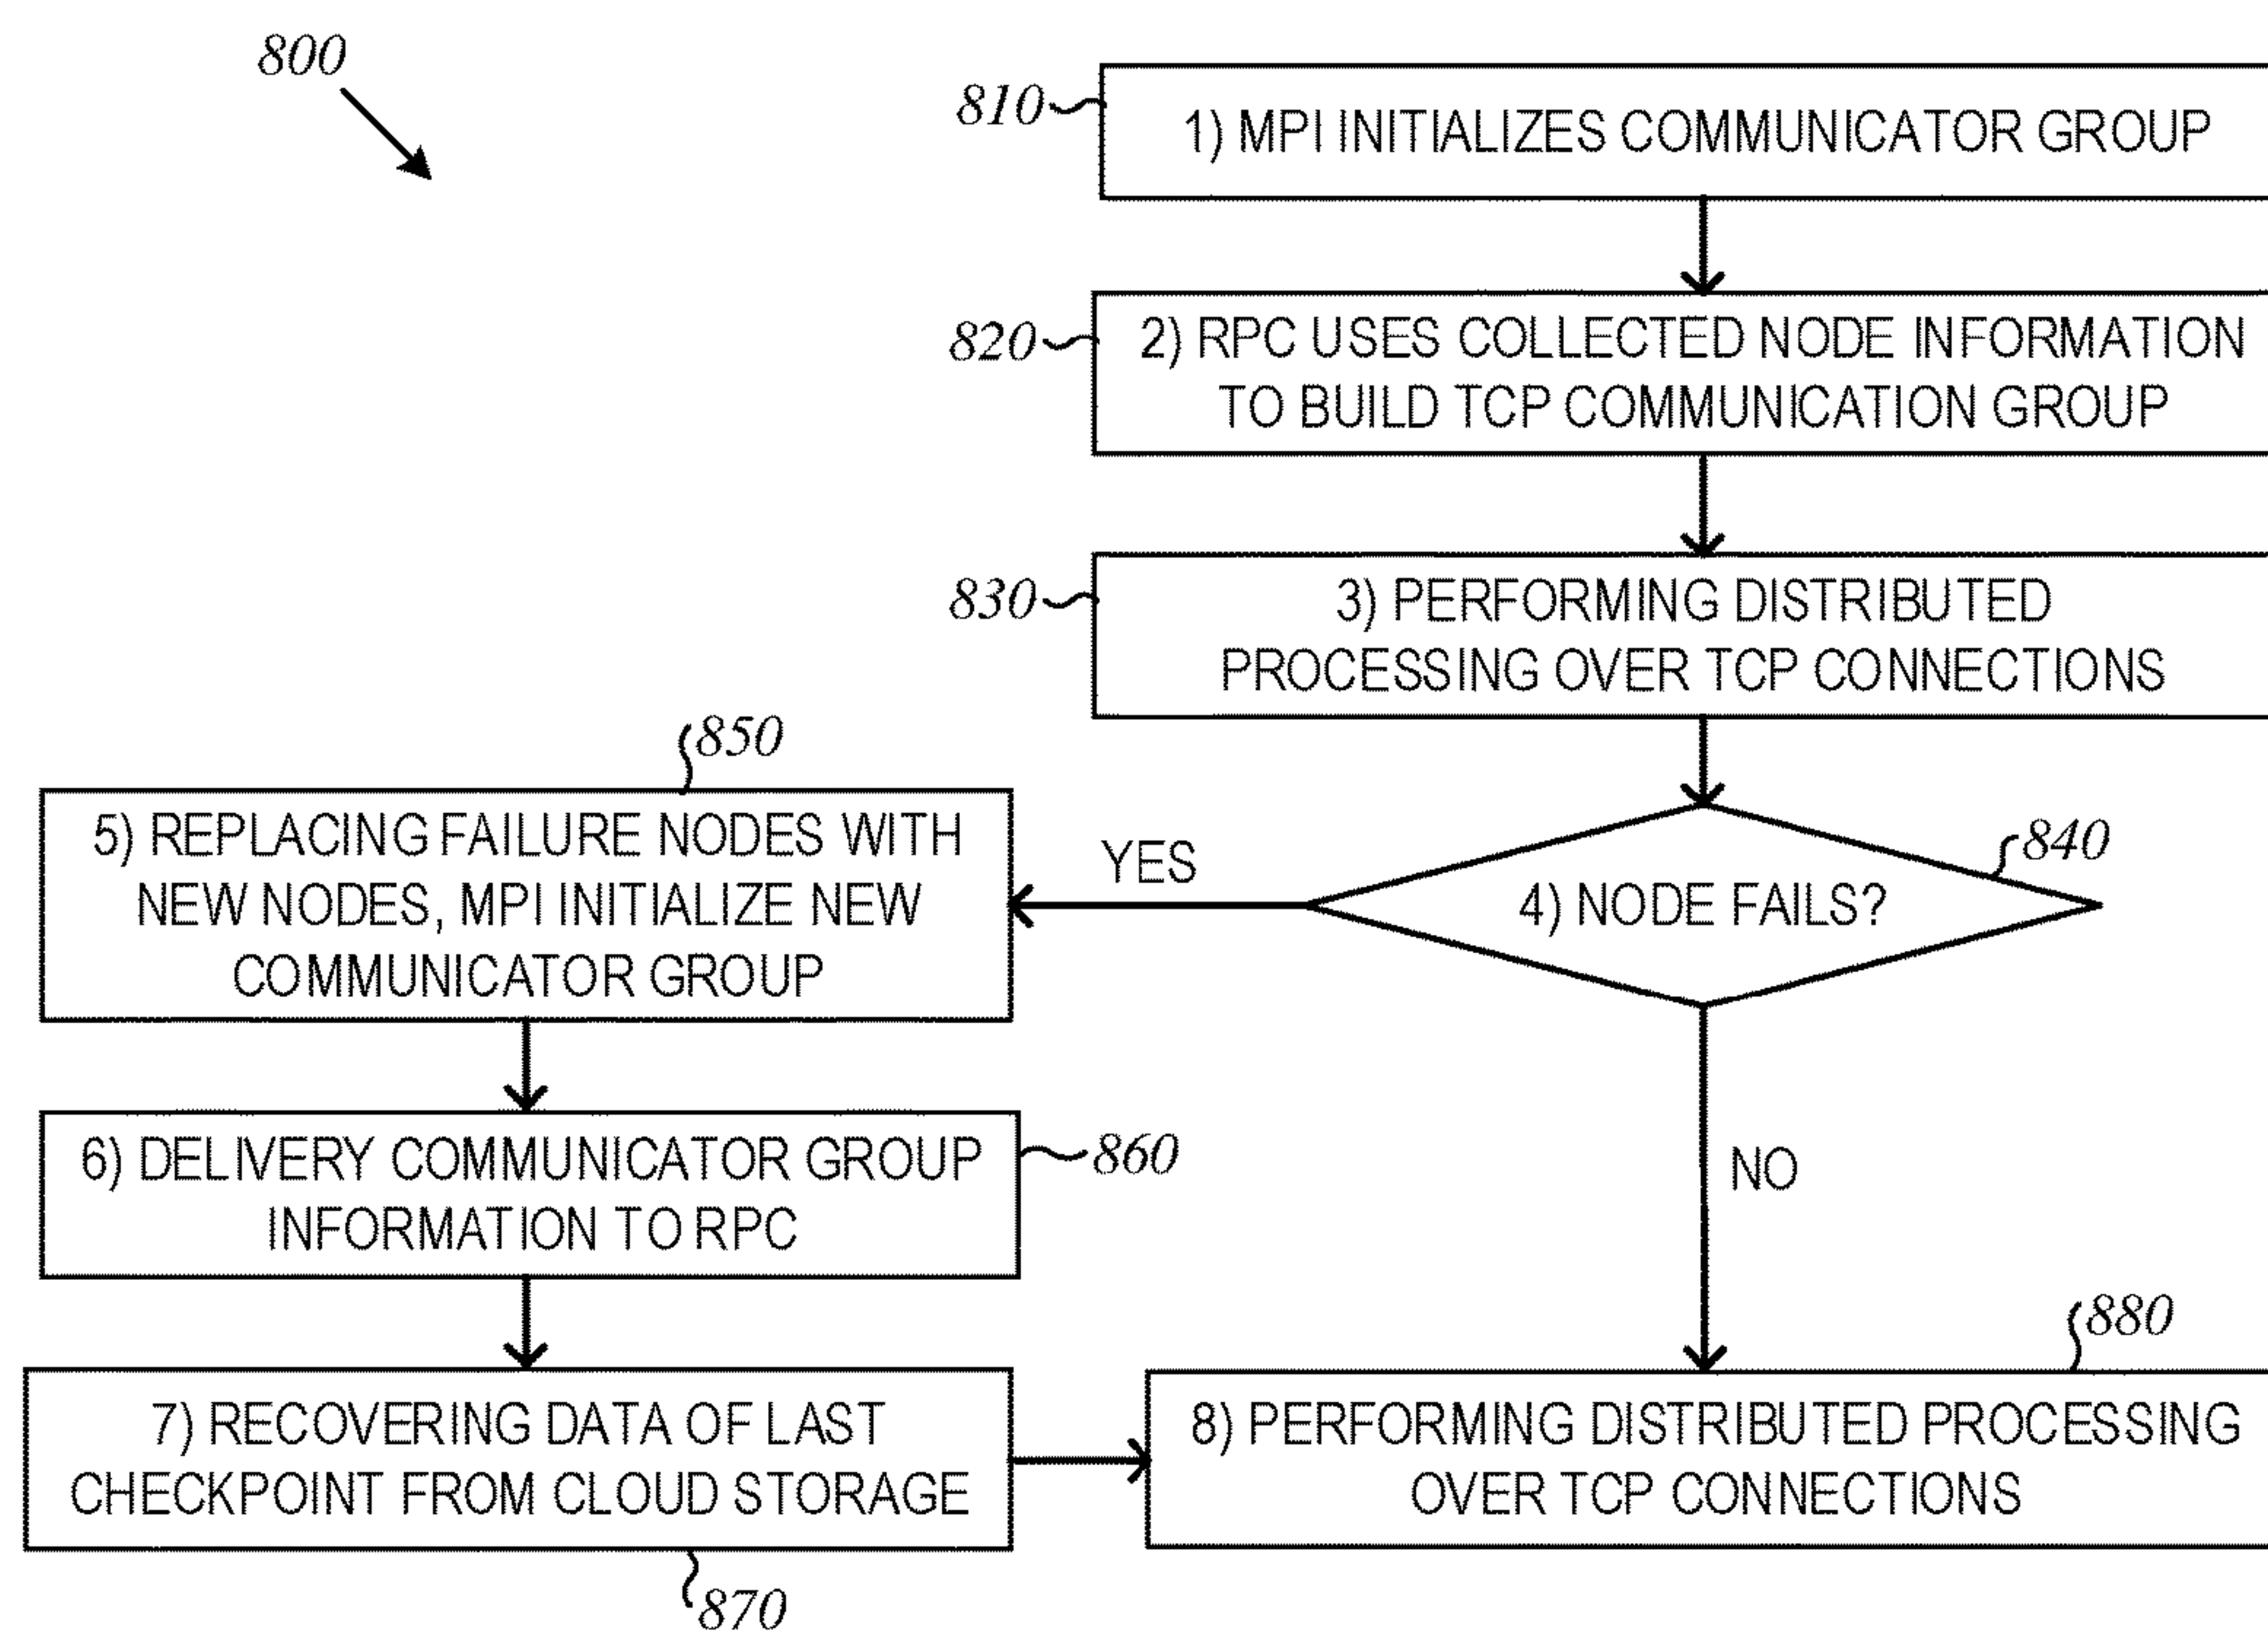 800
810
1) MPI INITIALIZES COMMUNICATOR GROUP
820
2) RPC USES COLLECTED NODE INFORMATION
TO BUILD TCP COMMUNICATION GROUP
830
3) PERFORMING DISTRIBUTED
PROCESSING OVER TCP CONNECTIONS
840
4) NODE FAILS?
YES
NO
850
5) REPLACING FAILURE NODES WITH
NEW NODES, MPI INITIALIZE NEW
COMMUNICATOR GROUP
860
6) DELIVERY COMMUNICATOR GROUP
INFORMATION TO RPC
870
7) RECOVERING DATA OF LAST
CHECKPOINT FROM CLOUD STORAGE
880
8) PERFORMING DISTRIBUTED PROCESSING
OVER TCP CONNECTIONS